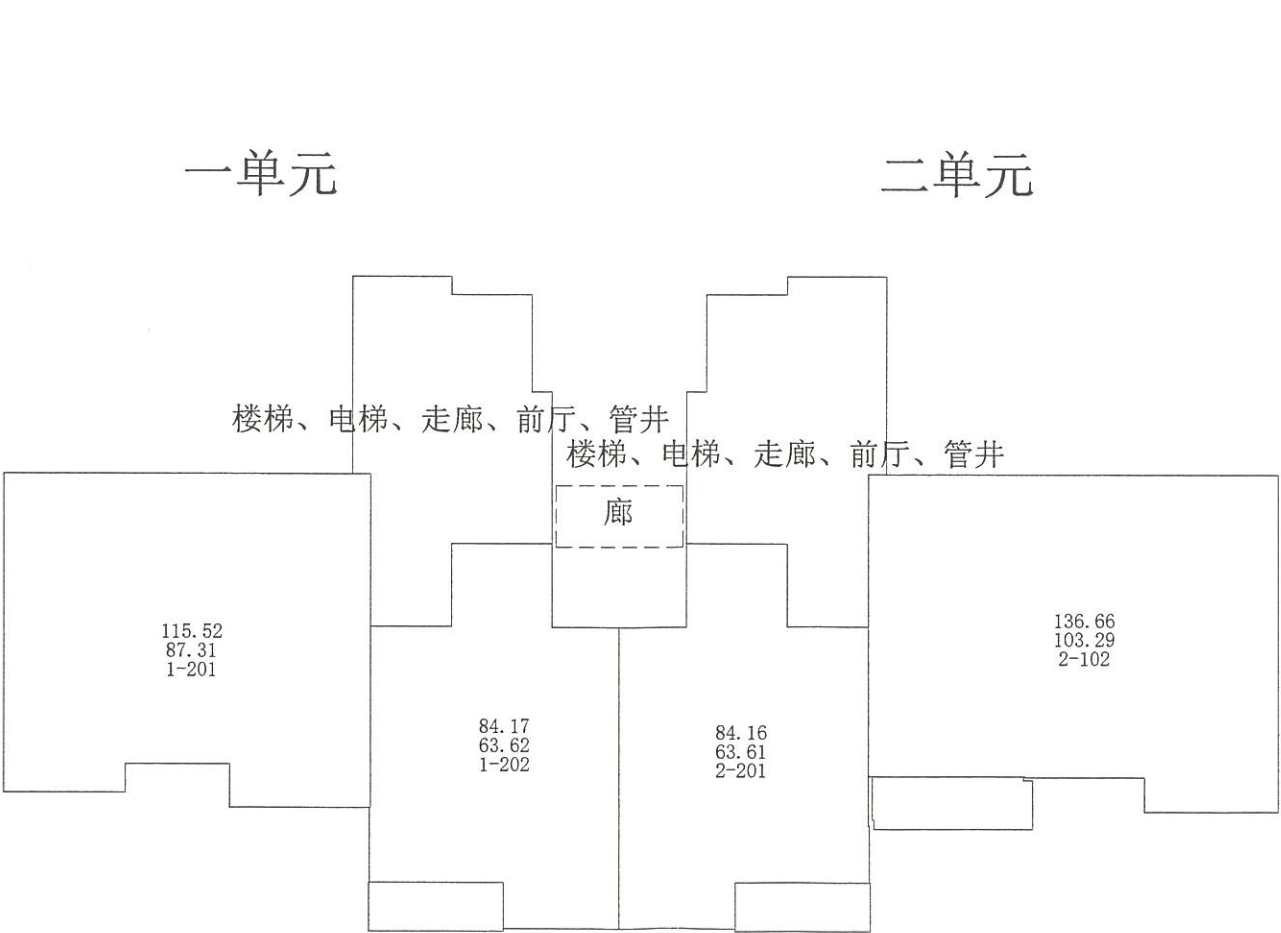 一单元
二单元
楼梯、电梯、走廊、前厅、管井
楼梯、电梯、走廊、前厅、管井
廊
115.52
87.31
1-201
136.66
103.29
2-102
84.17
63.62
1-202
84.16
63.61
2-201